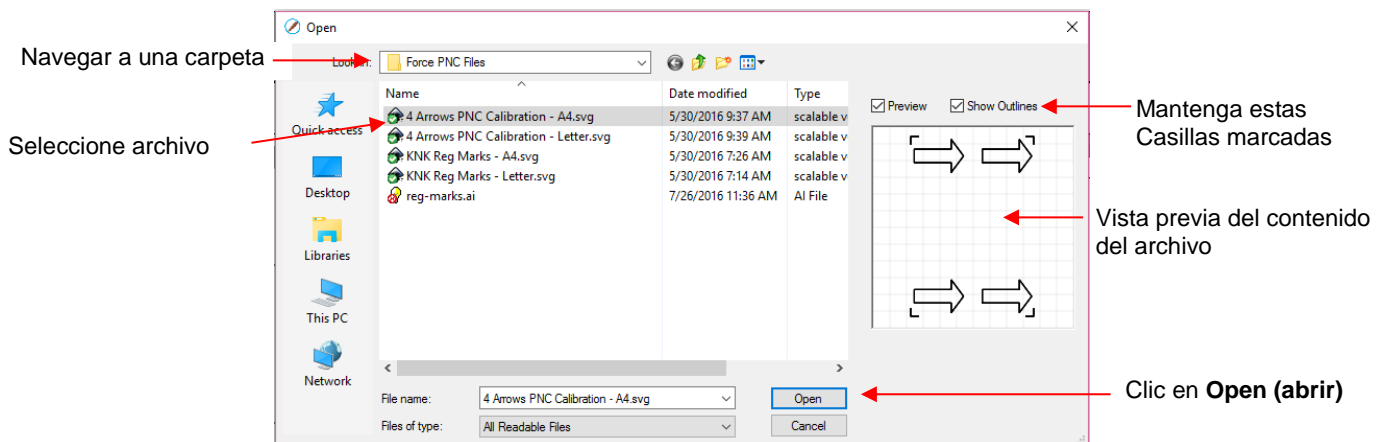 Open
Navegar a una carpeta
Look in:
Force PNC Files
Name
Date modified
Type
Preview
Show Outlines
Mantenga estas
Casillas marcadas
Seleccione archivo
Quick access
4 Arrows PNC Calibration - A4.svg
5/30/2016 9:37 AM
scalable v
4 Arrows PNC Calibration - Letter.svg
5/30/2016 9:39 AM
scalable v
KNK Reg Marks - A4.svg
5/30/2016 7:26 AM
scalable v
KNK Reg Marks - Letter.svg
5/30/2016 7:14 AM
scalable v
reg-marks.ai
7/26/2016 11:36 AM
AI File
Desktop
Libraries
This PC
Network
Vista previa del contenido
del archivo
File name:
4 Arrows PNC Calibration - A4.svg
Open
Clic en Open (abrir)
Files of type:
All Readable Files
Cancel